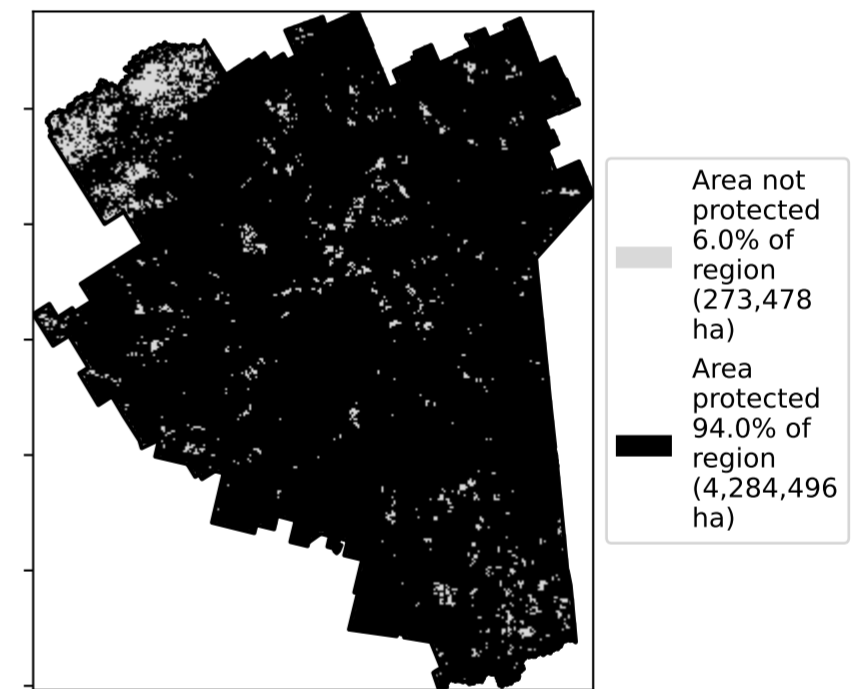 Area not
protected
6.0% of
region
(273,478
ha)
Area
protected
94.0% of
region
(4,284,496
ha)